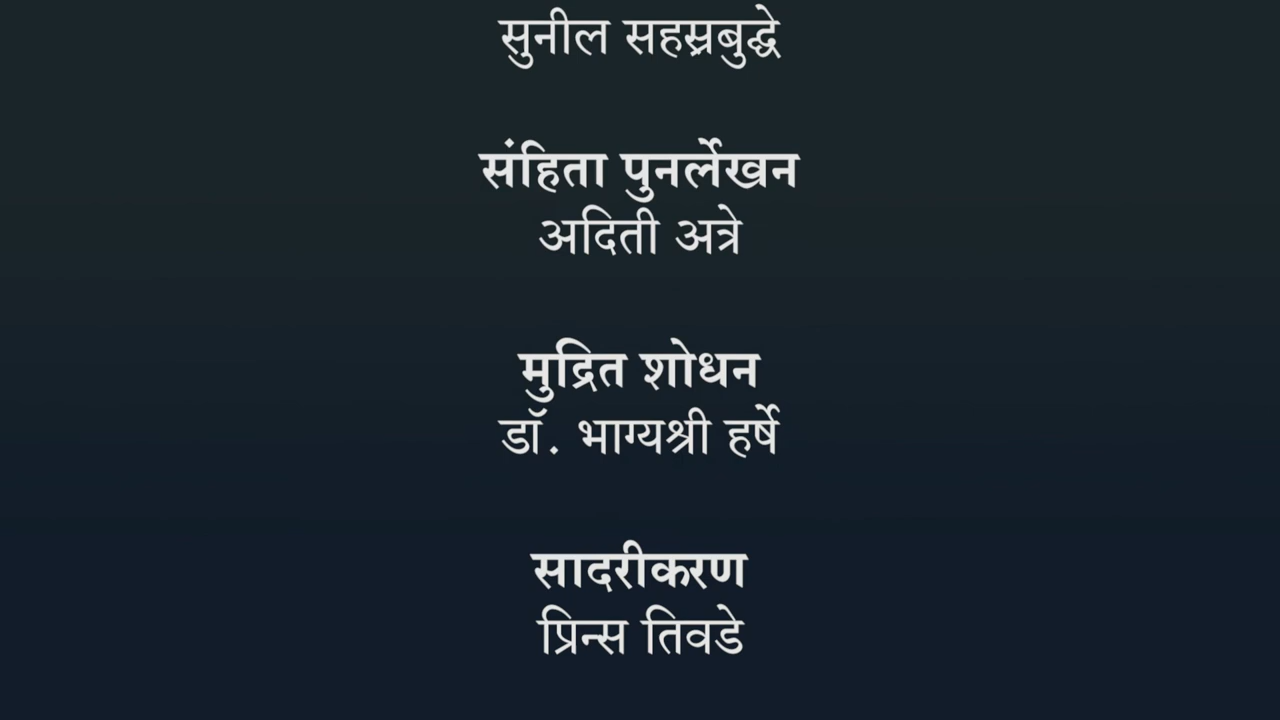 सुनील सहस्रबुद्धे
संहिता पुनर्लेखन
अदिती अत्रे
मुद्रित शोधन
डॉ. भाग्यश्री हर्षे
सादरीकरण
प्रिन्स तिवडे